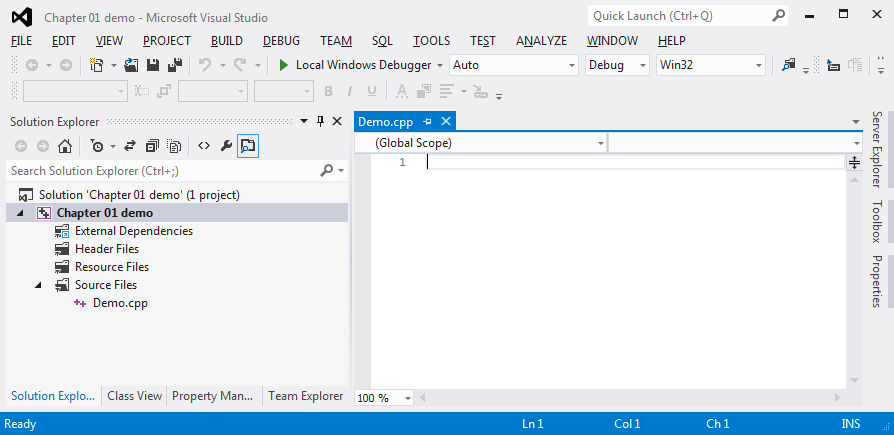 Chapter 01 demo - Microsoft Visual Studio
Quick Launch (Ctrl+Q)
FILE EDIT VIEW PROJECT BUILD DEBUG TEAM SQL TOOLS TEST ANALYZE WINDOW HELP
Local Windows Debugger Auto Debug Win32
B I U A
Solution Explorer
Search Solution Explorer (Ctrl+;)
Solution 'Chapter 01 demo' (1 project)
Chapter 01 demo
External Dependencies
Header Files
Resource Files
Source Files
Demo.cpp
Solution Explo... Class View Property Man... Team Explorer
Demo.cpp
(Global Scope)
1
100 %
Server Explorer
Toolbox
Properties
Ready Ln 1 Col 1 Ch 1 INS